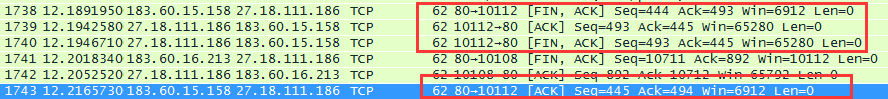 1738 12.1891950 183.60.15.158 27.18.111.186 TCP 62 80→10112 [FIN, ACK] Seq=444 Ack=493 Win=6912 Len=0
1739 12.1942580 27.18.111.186 183.60.15.158 TCP 62 10112→80 [ACK] Seq=493 Ack=445 Win=65280 Len=0
1740 12.1946710 27.18.111.186 183.60.15.158 TCP 62 10112→80 [FIN, ACK] Seq=493 Ack=445 Win=65280 Len=0
1741 12.2018340 183.60.16.213 27.18.111.186 TCP 62 80→10108 [ACK] Seq=10711 Ack=892 Win=10112 Len=0
1742 12.2052520 27.18.111.186 183.60.16.213 TCP 62 10108→80 [ACK] Seq=892 Ack=10712 Win=65792 Len=0
1743 12.2165730 183.60.15.158 27.18.111.186 TCP 62 80→10112 [ACK] Seq=445 Ack=494 Win=6912 Len=0